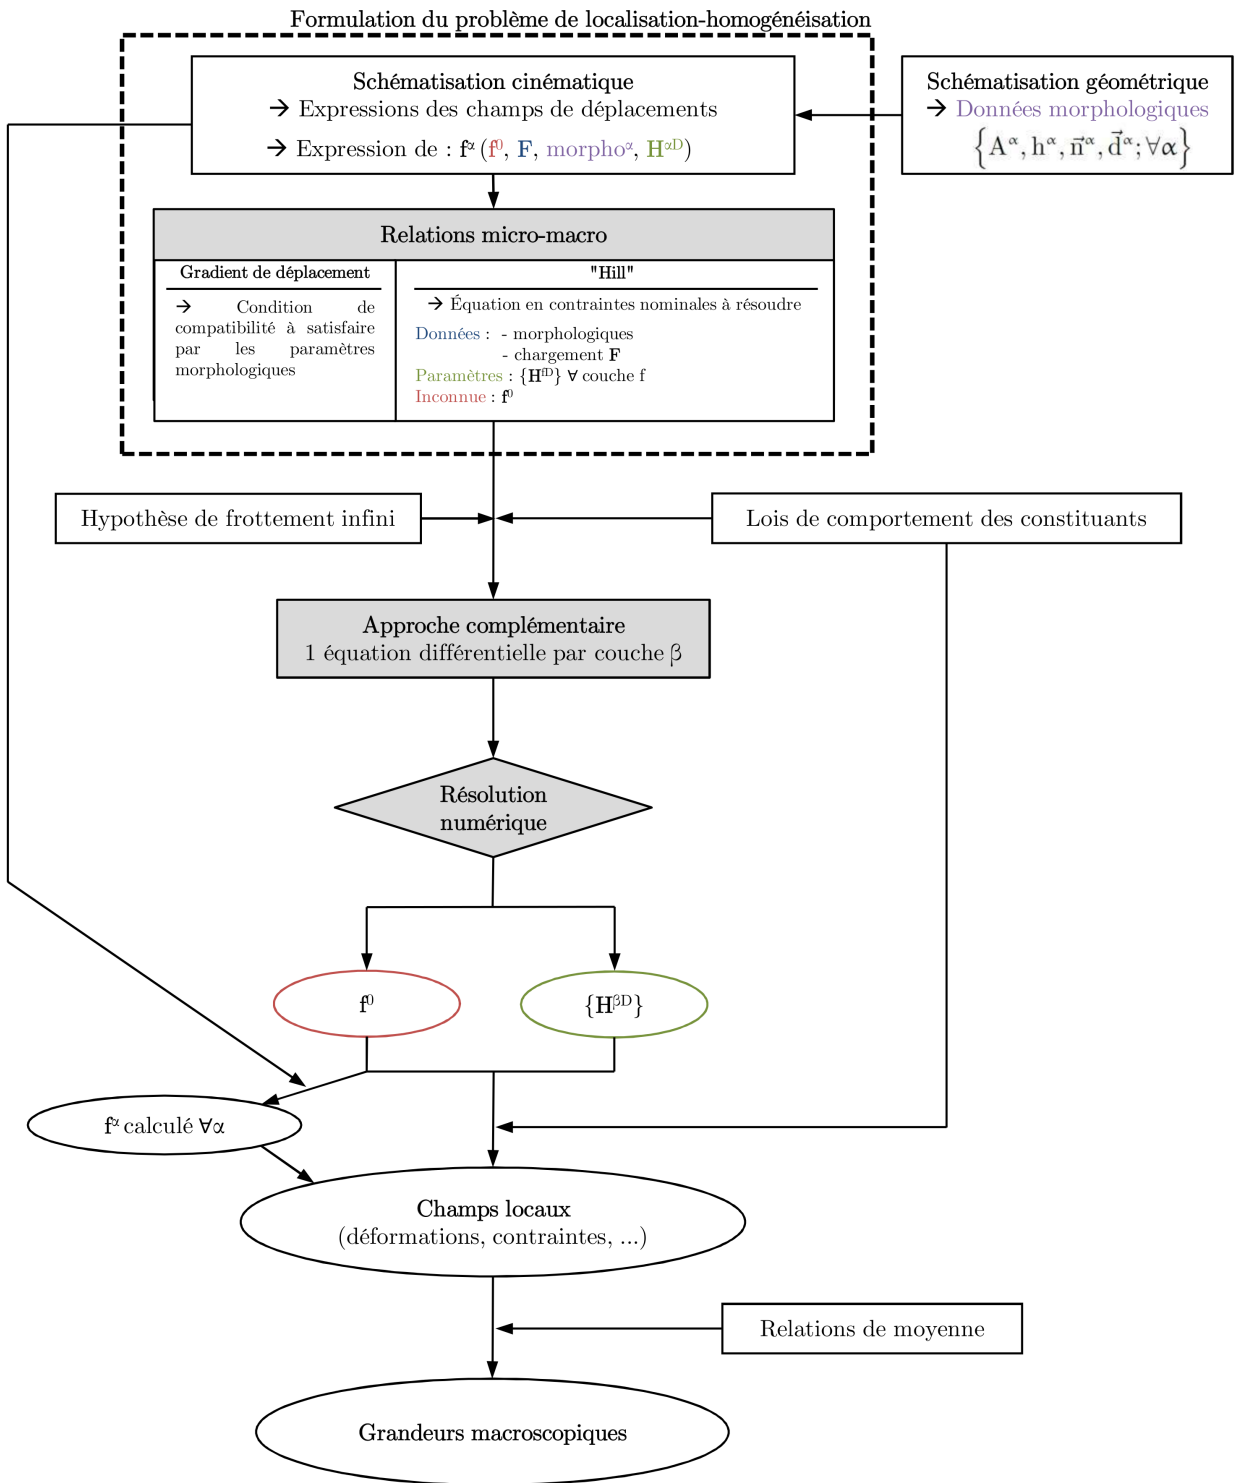 Formulation du problème de localisation-homogénéisation
Schématisation cinématique
→ Expressions des champs de déplacements
→ Expression de : f^α (f^0, F, morpho^α, H^αD)
Schématisation géométrique
→ Données morphologiques
{A^α, h^α, n⃗^α, d⃗^α; ∀α}
Relations micro-macro
Gradient de déplacement
→ Condition de
compatibilité à satisfaire
par les paramètres
morphologiques
"Hill"
→ Équation en contraintes nominales à résoudre
Données : - morphologiques
- chargement F
Paramètres : {H^fD} ∀ couche f
Inconnue : f^0
Hypothèse de frottement infini
Lois de comportement des constituants
Approche complémentaire
1 équation différentielle par couche β
Résolution
numérique
f^0
{H^βD}
f^α calculé ∀α
Champs locaux
(déformations, contraintes, ...)
Relations de moyenne
Grandeurs macroscopiques